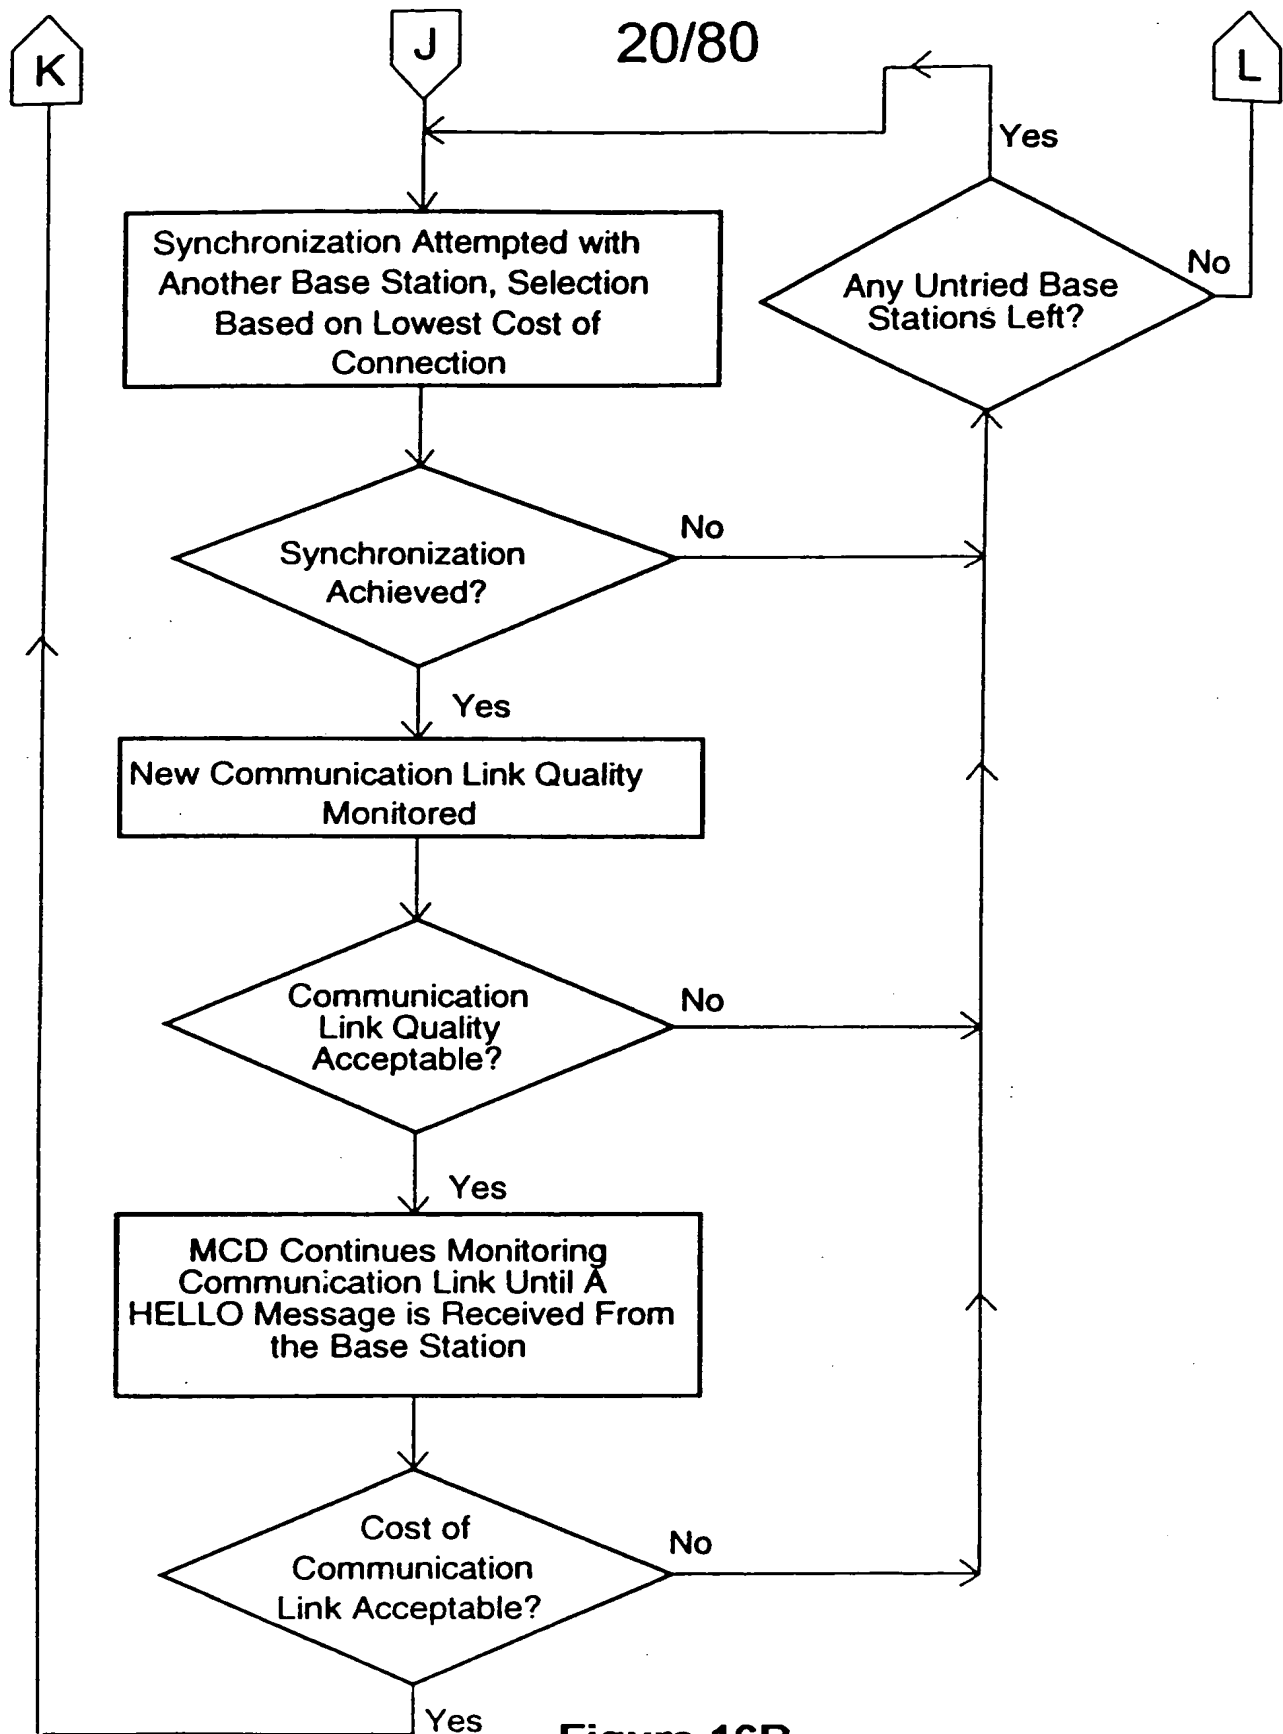 K
J
20/80
L
Yes
Synchronization Attempted with
Another Base Station, Selection
Based on Lowest Cost of
Connection
Any Untried Base
Stations Left?
No
Synchronization
Achieved?
No
Yes
New Communication Link Quality
Monitored
Communication
Link Quality
Acceptable?
No
Yes
MCD Continues Monitoring
Communication Link Until A
HELLO Message is Received From
the Base Station
Cost of
Communication
Link Acceptable?
No
Yes